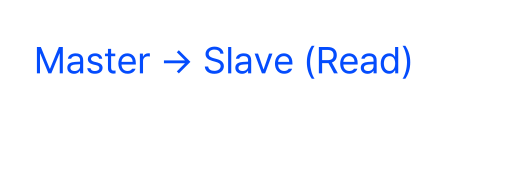 Master → Slave (Read)